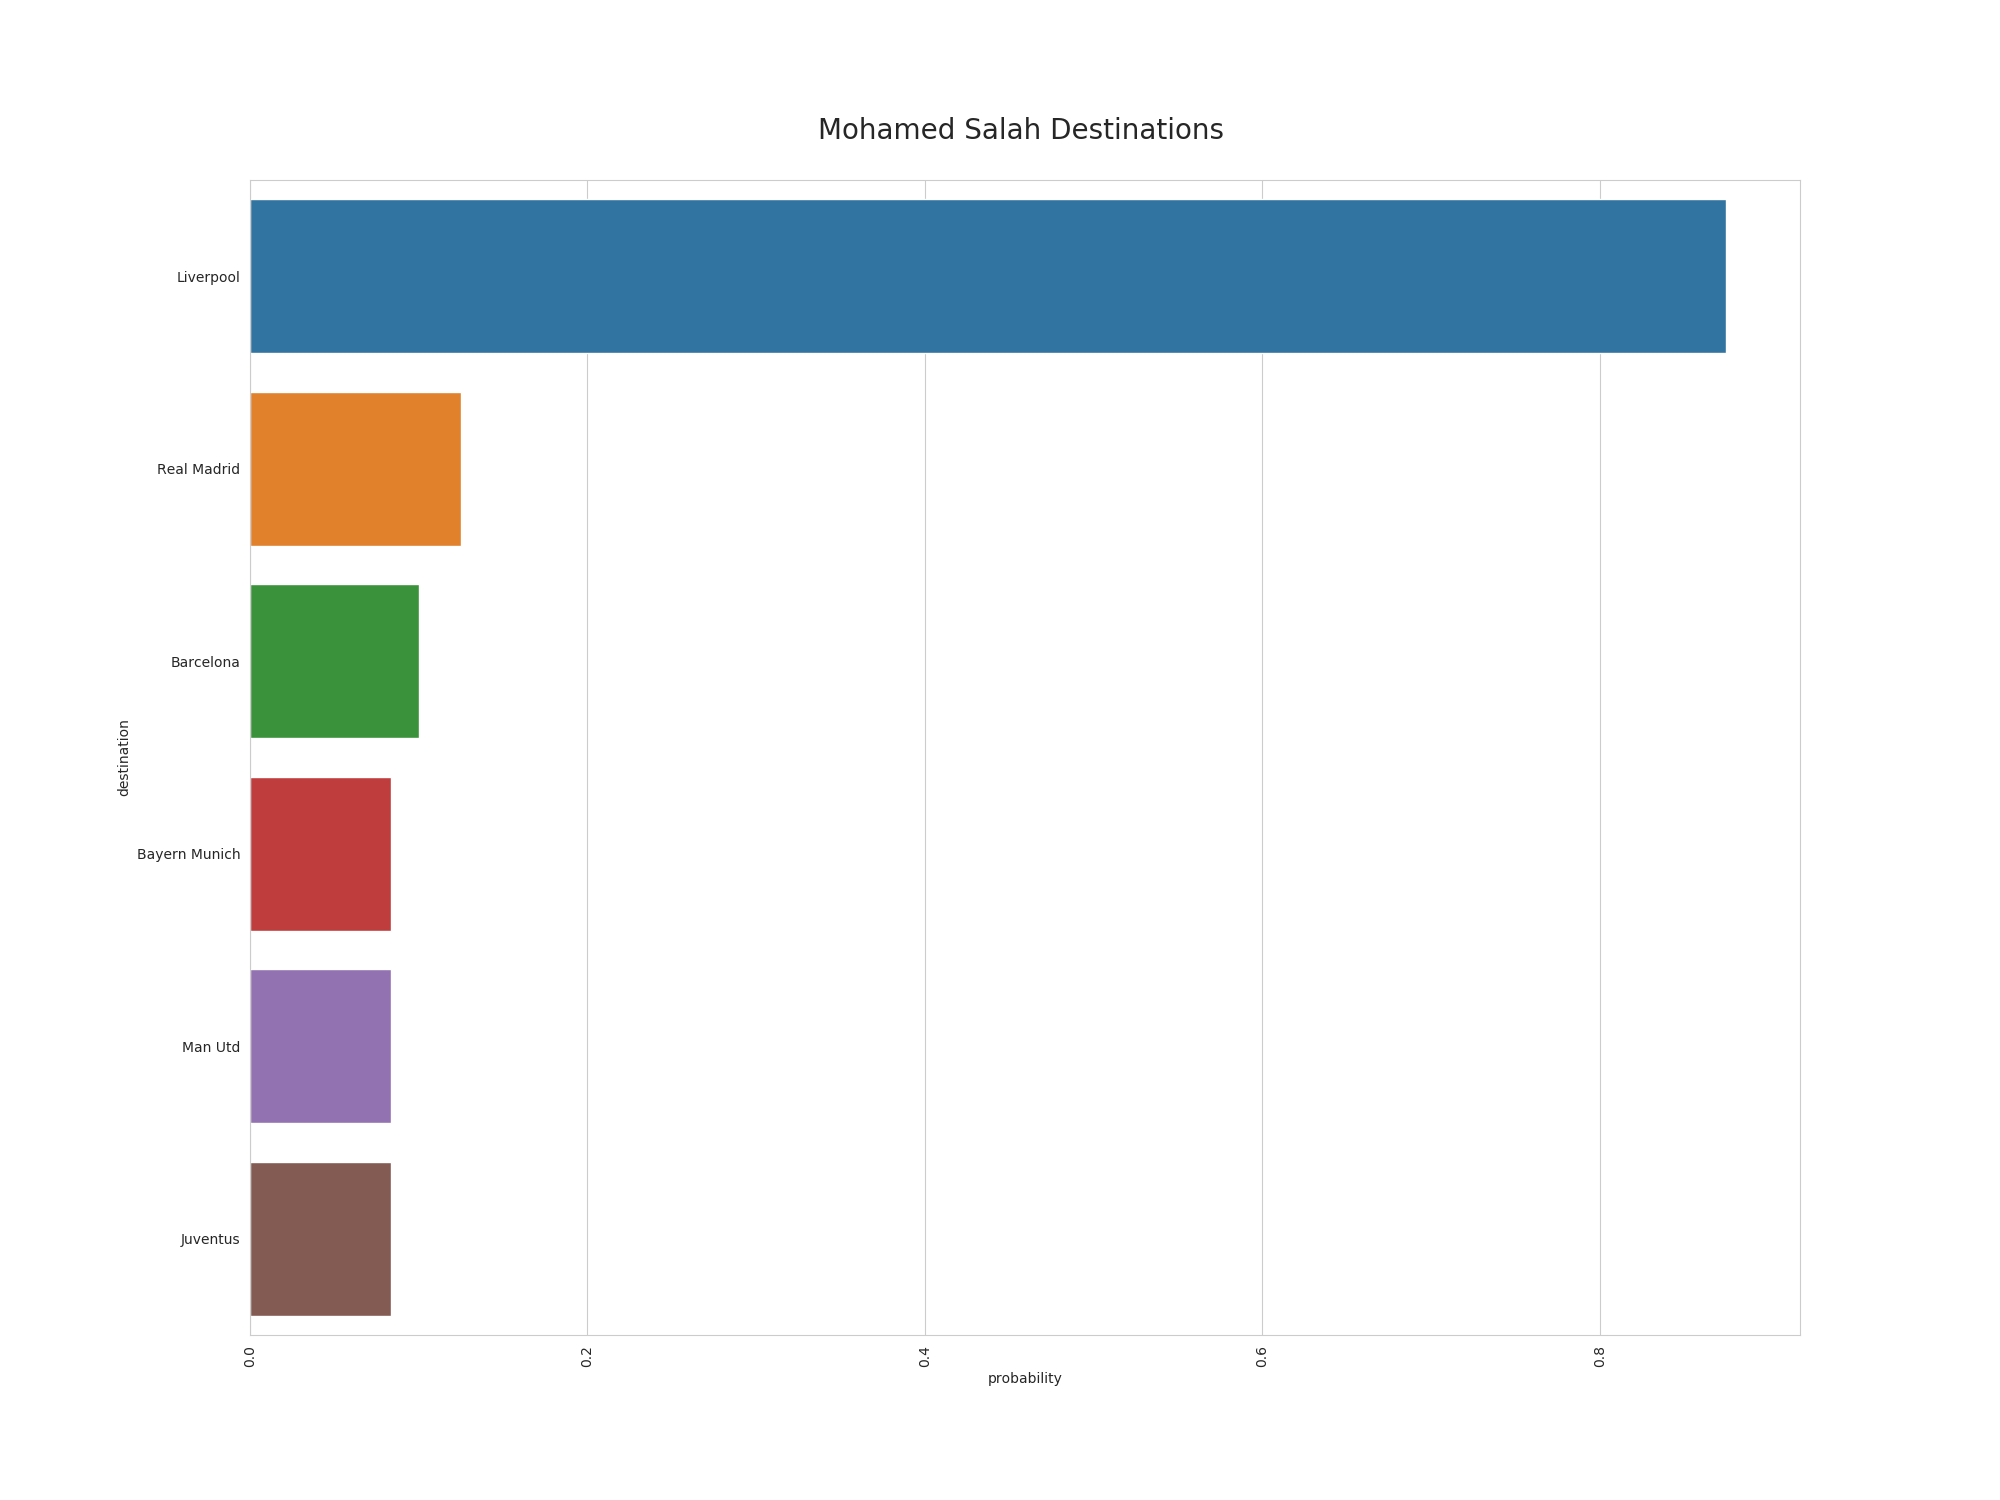 Mohamed Salah Destinations
Liverpool
Real Madrid
Barcelona
Bayern Munich
Man Utd
Juventus
destination
0.0
0.2
0.4
0.6
0.8
probability